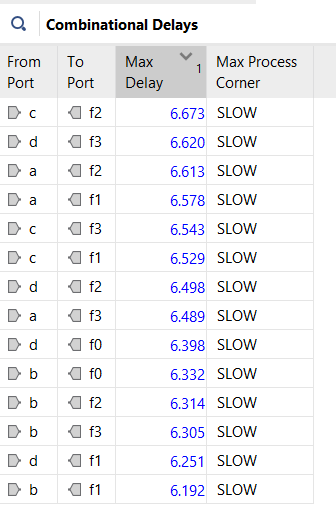 Combinational Delays
From Port To Port Max Delay 1 Max Process Corner
c f2 6.673 SLOW
d f3 6.620 SLOW
a f2 6.613 SLOW
a f1 6.578 SLOW
c f3 6.543 SLOW
c f1 6.529 SLOW
d f2 6.498 SLOW
a f3 6.489 SLOW
d f0 6.398 SLOW
b f0 6.332 SLOW
b f2 6.314 SLOW
b f3 6.305 SLOW
d f1 6.251 SLOW
b f1 6.192 SLOW